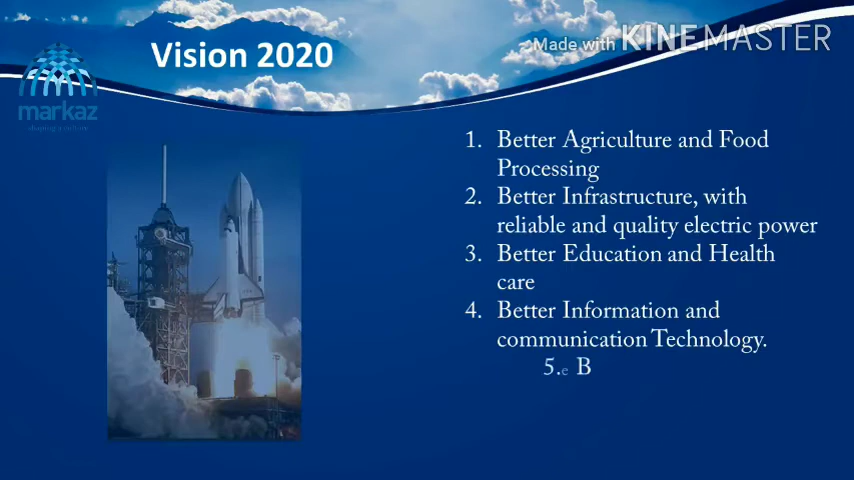 Vision 2020
Made with KINEMASTER
markaz
1. Better Agriculture and Food
Processing
2. Better Infrastructure, with
reliable and quality electric power
3. Better Education and Health
care
4. Better Information and
communication Technology.
5.e B